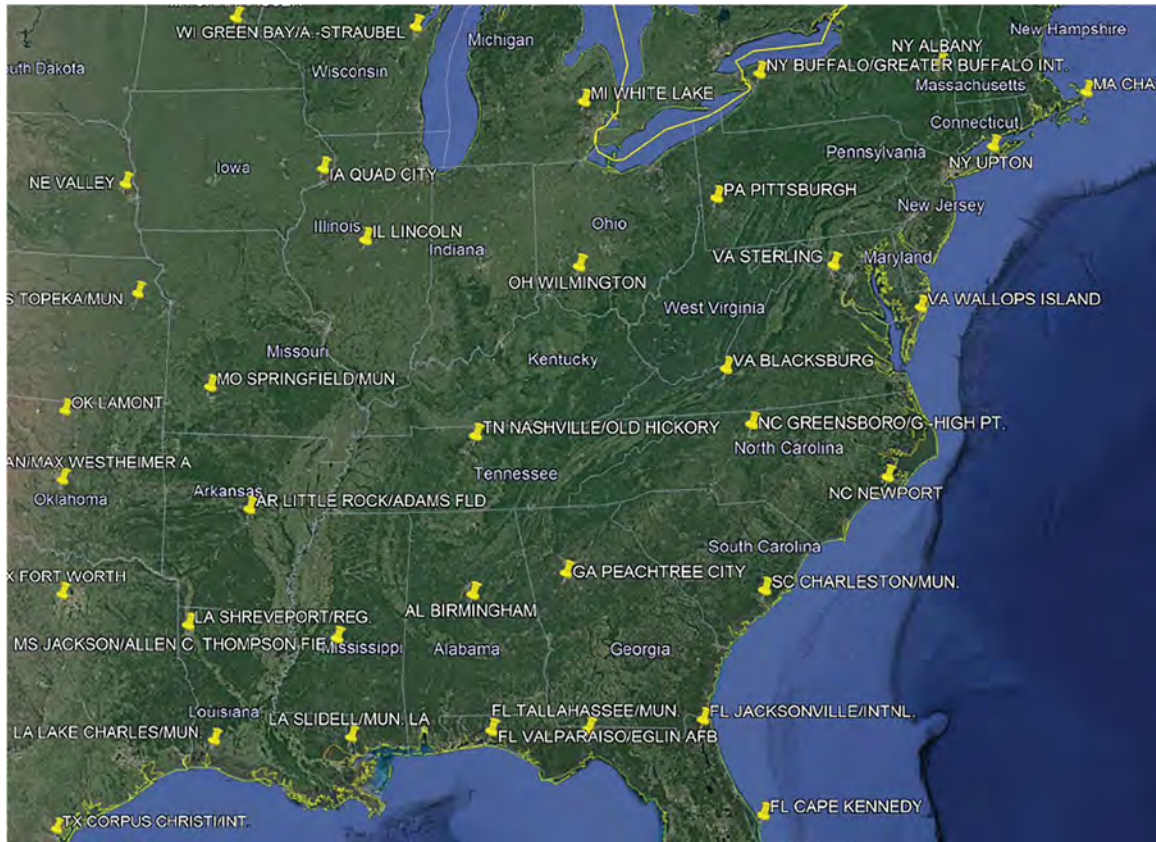 WI GREEN BAY/A.-STRAUBEL
Michigan
New Hampshire
NY ALBANY
South Dakota
Wisconsin
NY BUFFALO/GREATER BUFFALO INT.
MI WHITE LAKE
Massachusetts
MA CHA
Connecticut
Pennsylvania
NY UPTON
Iowa
IA QUAD CITY
NE VALLEY
PA PITTSBURGH
New Jersey
Illinois
IL LINCOLN
Ohio
Indiana
VA STERLING
Maryland
OH WILMINGTON
S TOPEKA/MUN.
West Virginia
VA WALLOPS ISLAND
Missouri
Kentucky
VA BLACKSBURG
MO SPRINGFIELD/MUN.
OK LAMONT
TN NASHVILLE/OLD HICKORY
NC GREENSBORO/G.-HIGH PT.
North Carolina
AN/MAX WESTHEIMER A
Tennessee
Oklahoma
Arkansas
AR LITTLE ROCK/ADAMS FLD
NC NEWPORT
South Carolina
X FORT WORTH
GA PEACHTREE CITY
SC CHARLESTON/MUN.
AL BIRMINGHAM
LA SHREVEPORT/REG.
MS JACKSON/ALLEN C. THOMPSON FIE
Mississippi
Alabama
Georgia
Louisiana
LA SLIDELL/MUN. LA
FL TALLAHASSEE/MUN.
FL JACKSONVILLE/INTNL.
LA LAKE CHARLES/MUN.
FL VALPARAISO/EGLIN AFB
FL CAPE KENNEDY
TX CORPUS CHRISTI/INT.